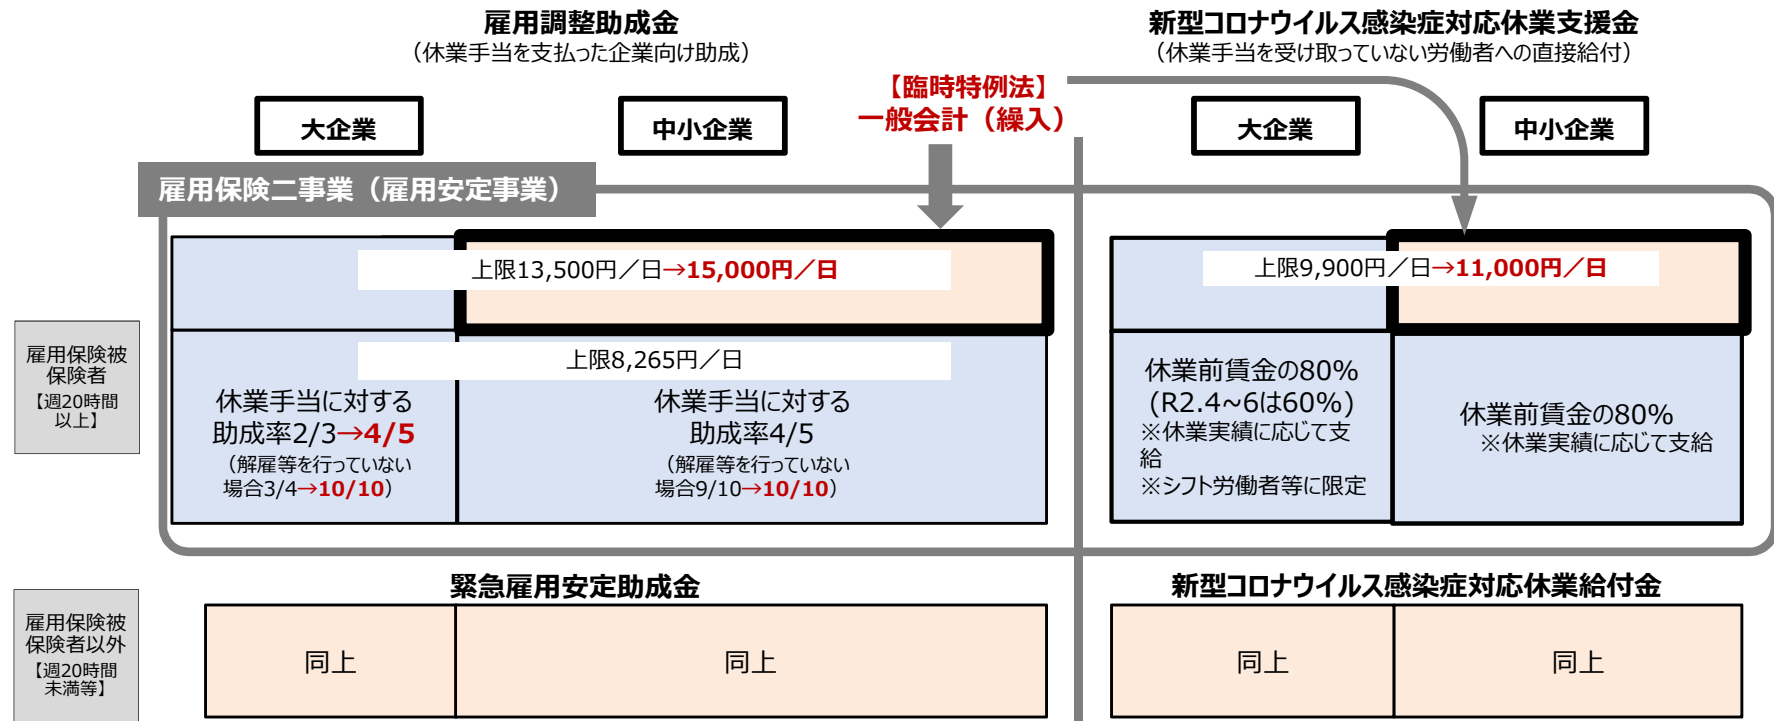 雇用調整助成金
（休業手当を支払った企業向け助成）
新型コロナウイルス感染症対応休業支援金
（休業手当を受け取っていない労働者への直接給付）
【臨時特例法】
一般会計（繰入）
大企業
中小企業
大企業
中小企業
雇用保険二事業（雇用安定事業）
上限13,500円／日→15,000円／日
上限9,900円／日→11,000円／日
雇用保険被
保険者
【週20時間
以上】
上限8,265円／日
休業手当に対する
助成率2/3→4/5
（解雇等を行っていない
場合3/4→10/10）
休業手当に対する
助成率4/5
（解雇等を行っていない
場合9/10→10/10）
休業前賃金の80%
(R2.4~6は60%)
※休業実績に応じて支
給
※シフト労働者等に限定
休業前賃金の80%
※休業実績に応じて支給
緊急雇用安定助成金
新型コロナウイルス感染症対応休業給付金
雇用保険被
保険者以外
【週20時間
未満等】
同上
同上
同上
同上